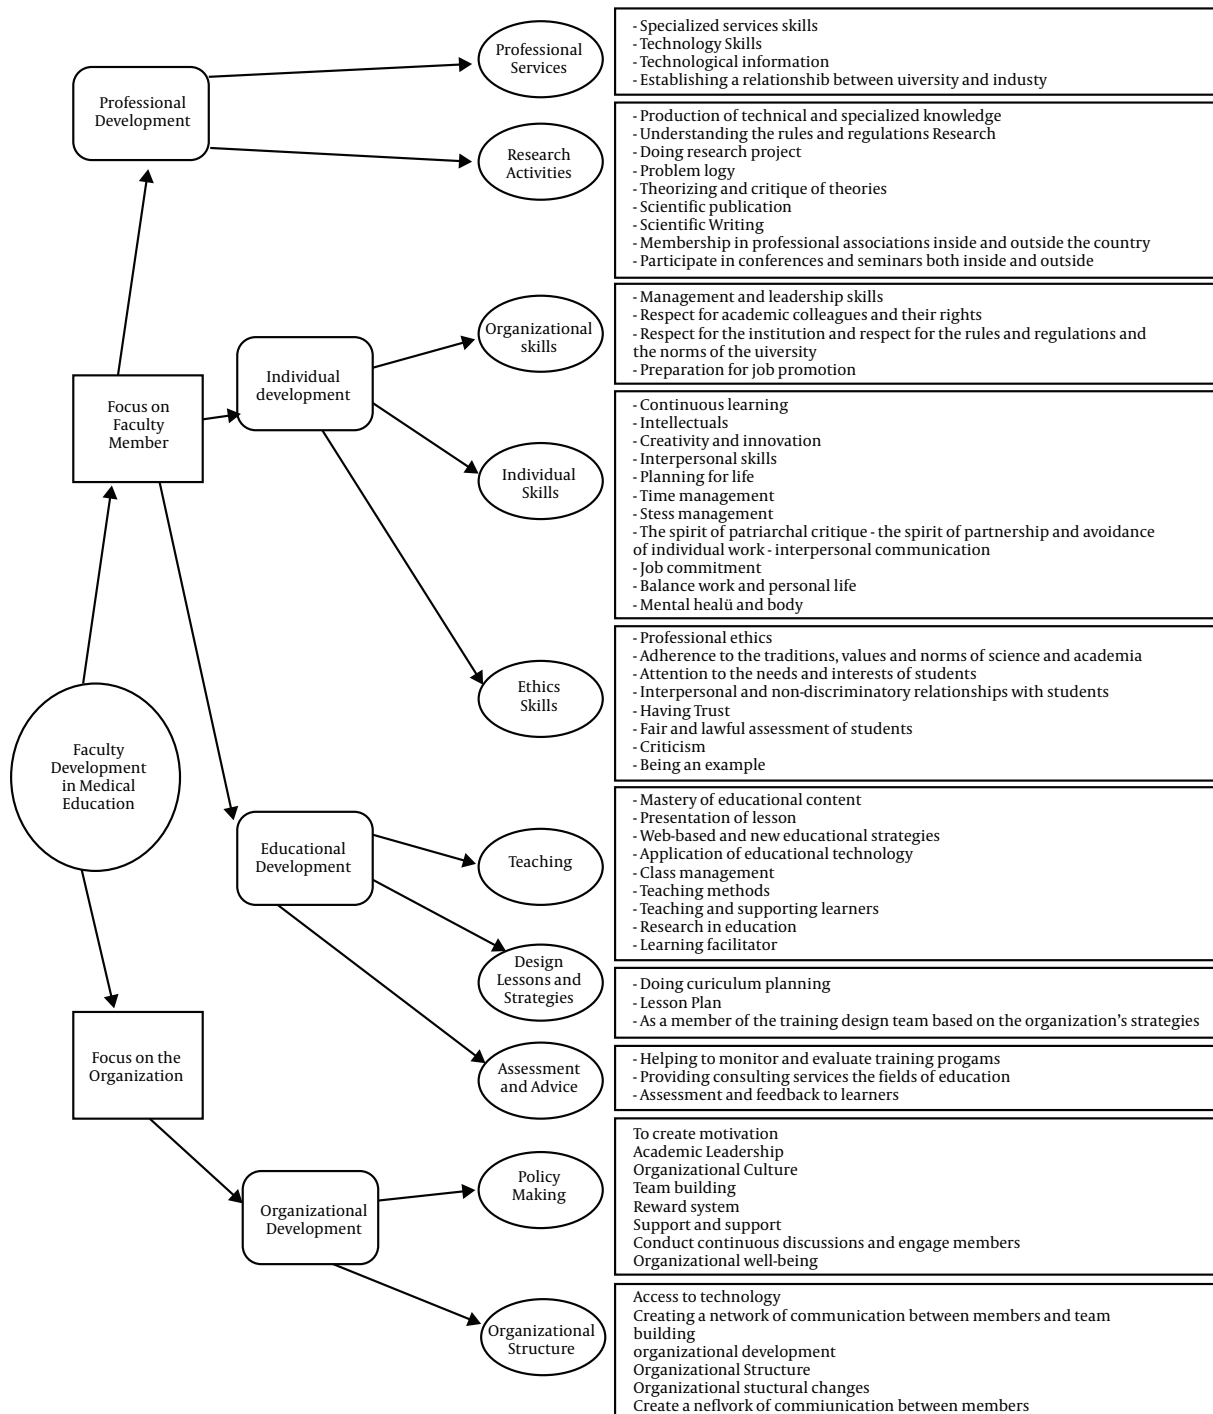 Professional
Services
- Specialized services skills
- Technology Skills
- Technological information
- Establishing a relationshib between uiversity and industy
Professional
Development
Research
Activities
- Production of technical and specialized knowledge
- Understanding the rules and regulations Research
- Doing research project
- Problem logy
- Theorizing and critique of theories
- Scientific publication
- Scientific Writing
- Membership in professional associations inside and outside the country
- Participate in conferences and seminars both inside and outside
Organizational
skills
- Management and leadership skills
- Respect for academic colleagues and their rights
- Respect for the institution and respect for the rules and regulations and
the norms of the uiversity
- Preparation for job promotion
Individual
development
Focus on
Faculty
Member
Individual
Skills
- Continuous learning
- Intellectuals
- Creativity and innovation
- Interpersonal skills
- Planning for life
- Time management
- Stess management
- The spirit of patriarchal critique - the spirit of partnership and avoidance
of individual work - interpersonal communication
- Job commitment
- Balance work and personal life
- Mental healü and body
Ethics
Skills
- Professional ethics
- Adherence to the traditions, values and norms of science and academia
- Attention to the needs and interests of students
- Interpersonal and non-discriminatory relationships with students
- Having Trust
- Fair and lawful assessment of students
- Criticism
- Being an example
Faculty
Development
in Medical
Education
Educational
Development
Teaching
- Mastery of educational content
- Presentation of lesson
- Web-based and new educational strategies
- Application of educational technology
- Class management
- Teaching methods
- Teaching and supporting learners
- Research in education
- Learning facilitator
Design
Lessons and
Strategies
- Doing curiculum planning
- Lesson Plan
- As a member of the training design team based on the organization's strategies
Focus on the
Organization
Assessment
and Advice
- Helping to monitor and evaluate training progams
- Providing consulting services the fields of education
- Assessment and feedback to learners
Policy
Making
To create motivation
Academic Leadership
Organizational Culture
Team building
Reward system
Support and support
Conduct continuous discussions and engage members
Organizational well-being
Organizational
Development
Organizational
Structure
Access to technology
Creating a network of communication between members and team
building
organizational development
Organizational Structure
Organizational stuctural changes
Create a neflvork of commiunication between members